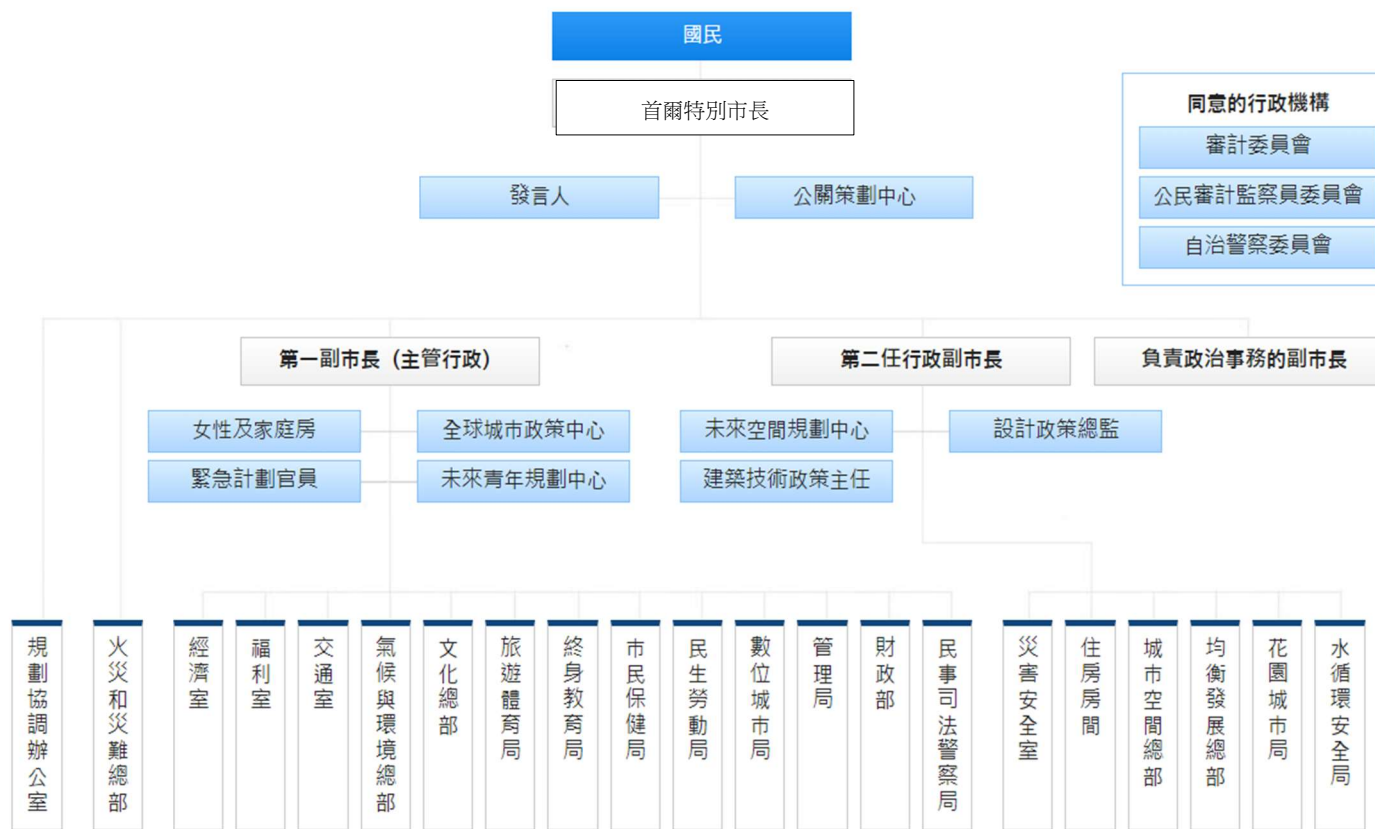 國民
首爾特別市長
同意的行政機構
審計委員會
公民審計監察員委員會
自治警察委員會
發言人
公關策劃中心
第一副市長 (主管行政)
第二任行政副市長
負責政治事務的副市長
女性及家庭房
全球城市政策中心
未來空間規劃中心
設計政策總監
緊急計劃官員
未來青年規劃中心
建築技術政策主任
規劃協調辦公室
火災和災難總部
經濟室
福利室
交通室
氣候與環境總部
文化總部
旅遊體育局
終身教育局
市民保健局
民生勞動局
數位城市局
管理局
財政部
民事司法警察局
災害安全室
住房房間
城市空間總部
均衡發展總部
花園城市局
水循環安全局